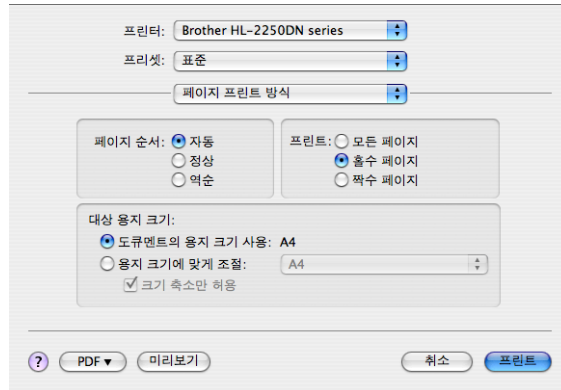 프린터: Brother HL-2250DN series
프리셋: 표준
페이지 프린트 방식
페이지 순서: 자동
정상
역순
프린트: 모든 페이지
홀수 페이지
짝수 페이지
대상 용지 크기:
도큐멘트의 용지 크기 사용: A4
용지 크기에 맞게 조절: A4
크기 축소만 허용
? PDF▼ 미리보기 취소 프린트